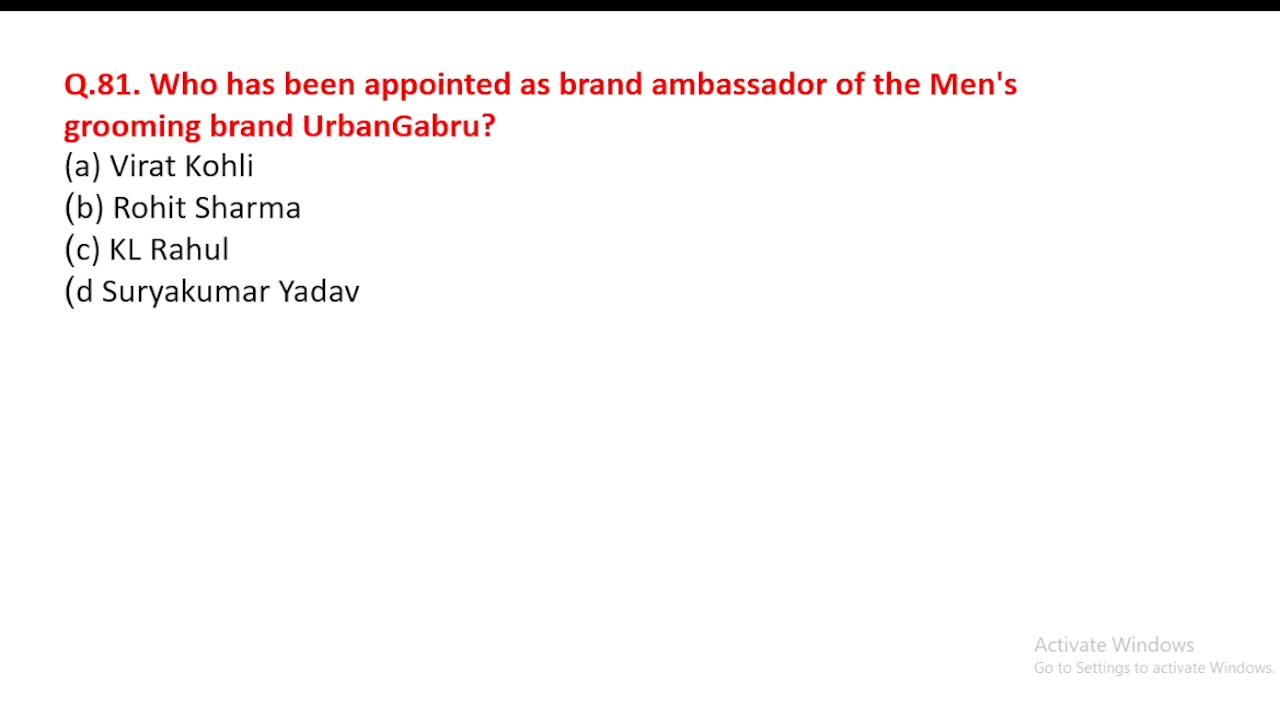 Q.81. Who has been appointed as brand ambassador of the Men's
grooming brand UrbanGabru?
(a) Virat Kohli
(b) Rohit Sharma
(c) KL Rahul
(d Suryakumar Yadav
Activate Windows
Go to Settings to activate Windows.